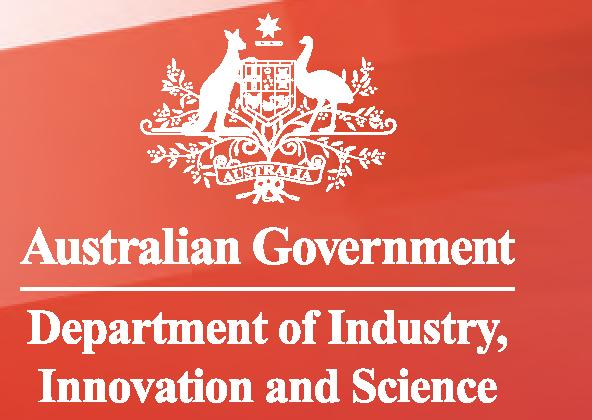 AUSTRALIA
Australian Government
Department of Industry,
Innovation and Science